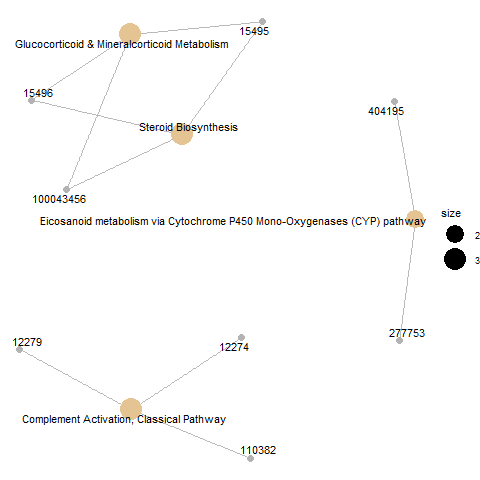 Glucocorticoid & Mineralcorticoid Metabolism
15495
15496
404195
Steroid Biosynthesis
100043456
Eicosanoid metabolism via Cytochrome P450 Mono-Oxygenases (CYP) pathway
size
2
3
277753
12279
12274
Complement Activation, Classical Pathway
110382